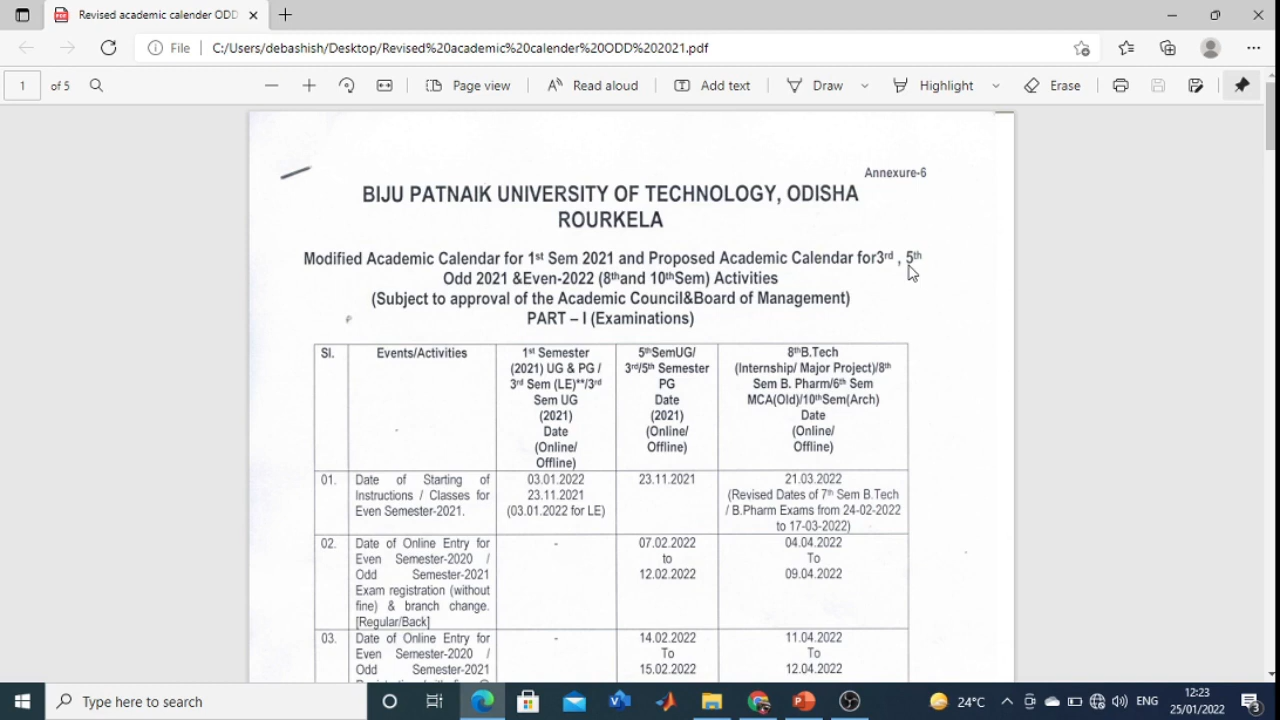 Revised academic calender ODD
File
C:/Users/debashish/Desktop/Revised%20academic%20calender%20ODD%202021.pdf
1 of 5
Page view
Read aloud
Add text
Draw
Highlight
Erase
Annexure-6
BIJU PATNAIK UNIVERSITY OF TECHNOLOGY, ODISHA
ROURKELA
Modified Academic Calendar for 1st Sem 2021 and Proposed Academic Calendar for3rd , 5th
Odd 2021 &Even-2022 (8thand 10thSem) Activities
(Subject to approval of the Academic Council&Board of Management)
PART – I (Examinations)
Sl.
Events/Activities
1st Semester
(2021) UG & PG /
3rd Sem (LE)**/3rd
Sem UG
(2021)
Date
(Online/
Offline)
5thSemUG/
3rd/5th Semester
PG
Date
(2021)
(Online/
Offline)
8thB.Tech
(Internship/ Major Project)/8th
Sem B. Pharm/6th Sem
MCA(Old)/10thSem(Arch)
Date
(Online/
Offline)
01.
Date of Starting of
Instructions / Classes for
Even Semester-2021.
03.01.2022
23.11.2021
(03.01.2022 for LE)
23.11.2021
21.03.2022
(Revised Dates of 7th Sem B.Tech
/ B.Pharm Exams from 24-02-2022
to 17-03-2022)
02.
Date of Online Entry for
Even Semester-2020 /
Odd Semester-2021
Exam registration (without
fine) & branch change.
[Regular/Back]
-
07.02.2022
to
12.02.2022
04.04.2022
To
09.04.2022
03.
Date of Online Entry for
Even Semester-2020 /
Odd Semester-2021
-
14.02.2022
To
15.02.2022
11.04.2022
To
12.04.2022
Type here to search
24°C
ENG
12:23
25/01/2022
3